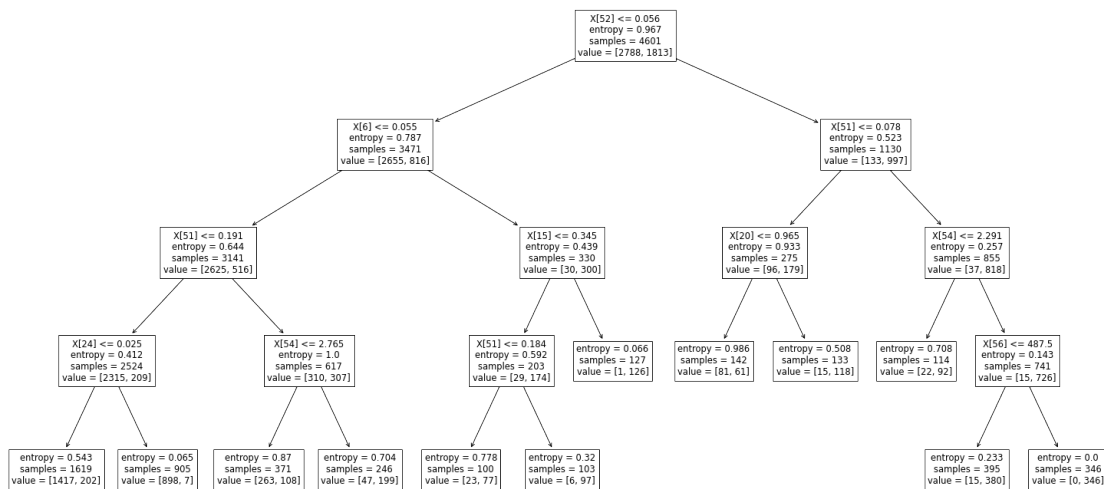 X[52] <= 0.056
entropy = 0.967
samples = 4601
value = [2788, 1813]
X[6] <= 0.055
entropy = 0.787
samples = 3471
value = [2655, 816]
X[51] <= 0.078
entropy = 0.523
samples = 1130
value = [133, 997]
X[51] <= 0.191
entropy = 0.644
samples = 3141
value = [2625, 516]
X[15] <= 0.345
entropy = 0.439
samples = 330
value = [30, 300]
X[20] <= 0.965
entropy = 0.933
samples = 275
value = [96, 179]
X[54] <= 2.291
entropy = 0.257
samples = 855
value = [37, 818]
X[24] <= 0.025
entropy = 0.412
samples = 2524
value = [2315, 209]
X[54] <= 2.765
entropy = 1.0
samples = 617
value = [310, 307]
X[51] <= 0.184
entropy = 0.592
samples = 203
value = [29, 174]
entropy = 0.066
samples = 127
value = [1, 126]
entropy = 0.986
samples = 142
value = [81, 61]
entropy = 0.508
samples = 133
value = [15, 118]
entropy = 0.708
samples = 114
value = [22, 92]
X[56] <= 487.5
entropy = 0.143
samples = 741
value = [15, 726]
entropy = 0.543
samples = 1619
value = [1417, 202]
entropy = 0.065
samples = 905
value = [898, 7]
entropy = 0.87
samples = 371
value = [263, 108]
entropy = 0.704
samples = 246
value = [47, 199]
entropy = 0.778
samples = 100
value = [23, 77]
entropy = 0.32
samples = 103
value = [6, 97]
entropy = 0.233
samples = 395
value = [15, 380]
entropy = 0.0
samples = 346
value = [0, 346]